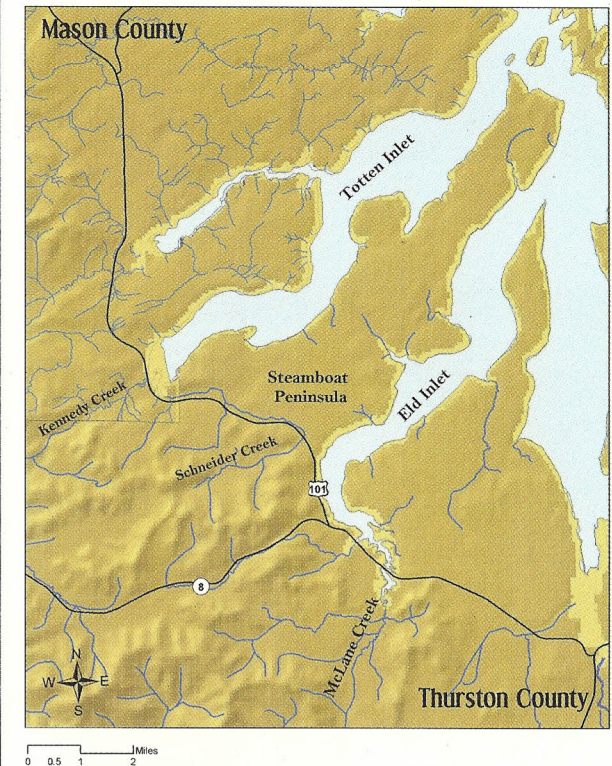 Mason County
Totten Inlet
Steamboat
Peninsula
Eld Inlet
Kennedy Creek
Schneider Creek
101
8
McLane Creek
N
W E
S
Thurston County
Miles
0 0.5 1 2